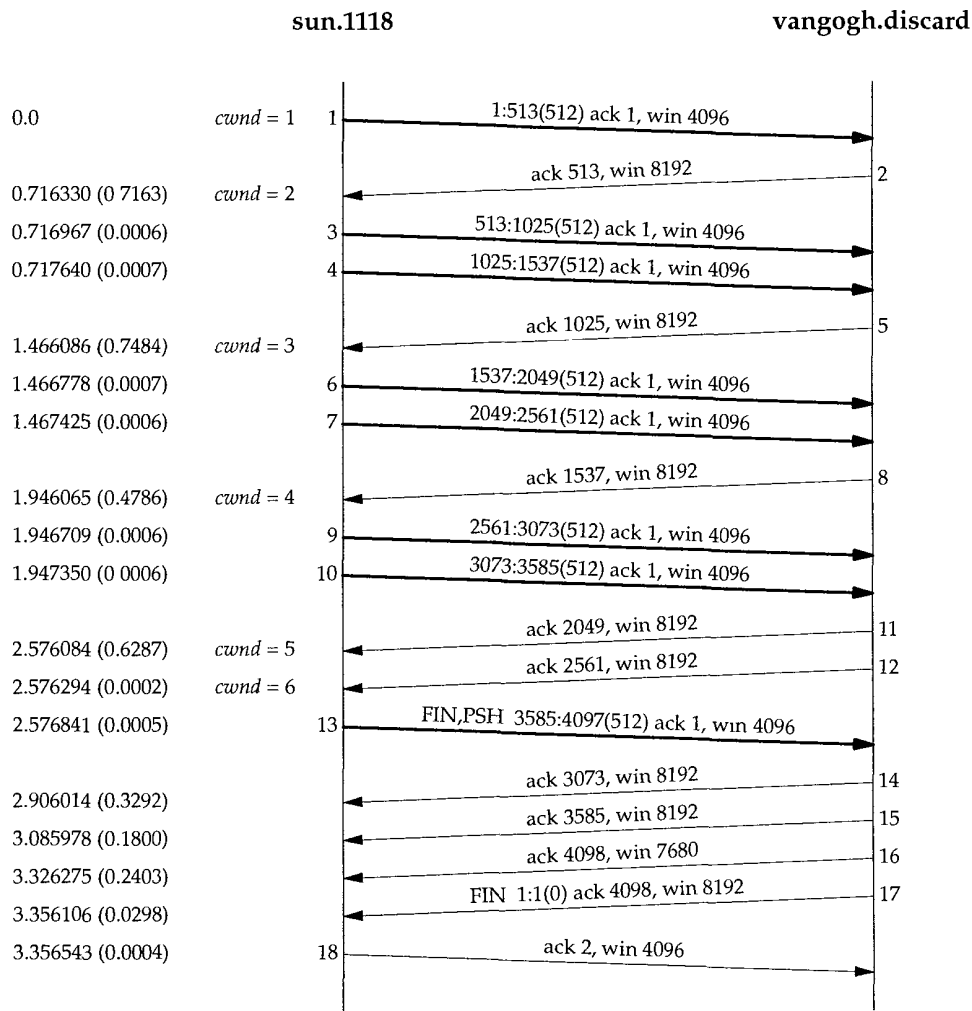 sun.1118 vangogh.discard
0.0 cwnd = 1 1 1:513(512) ack 1, win 4096
ack 513, win 8192 2
0.716330 (0 7163) cwnd = 2
0.716967 (0.0006) 3 513:1025(512) ack 1, win 4096
0.717640 (0.0007) 4 1025:1537(512) ack 1, win 4096
ack 1025, win 8192 5
1.466086 (0.7484) cwnd = 3
1.466778 (0.0007) 6 1537:2049(512) ack 1, win 4096
1.467425 (0.0006) 7 2049:2561(512) ack 1, win 4096
ack 1537, win 8192 8
1.946065 (0.4786) cwnd = 4
1.946709 (0.0006) 9 2561:3073(512) ack 1, win 4096
1.947350 (0 0006) 10 3073:3585(512) ack 1, win 4096
ack 2049, win 8192 11
2.576084 (0.6287) cwnd = 5
ack 2561, win 8192 12
2.576294 (0.0002) cwnd = 6
2.576841 (0.0005) 13 FIN,PSH 3585:4097(512) ack 1, win 4096
ack 3073, win 8192 14
2.906014 (0.3292)
ack 3585, win 8192 15
3.085978 (0.1800)
ack 4098, win 7680 16
3.326275 (0.2403)
FIN 1:1(0) ack 4098, win 8192 17
3.356106 (0.0298)
3.356543 (0.0004) 18 ack 2, win 4096